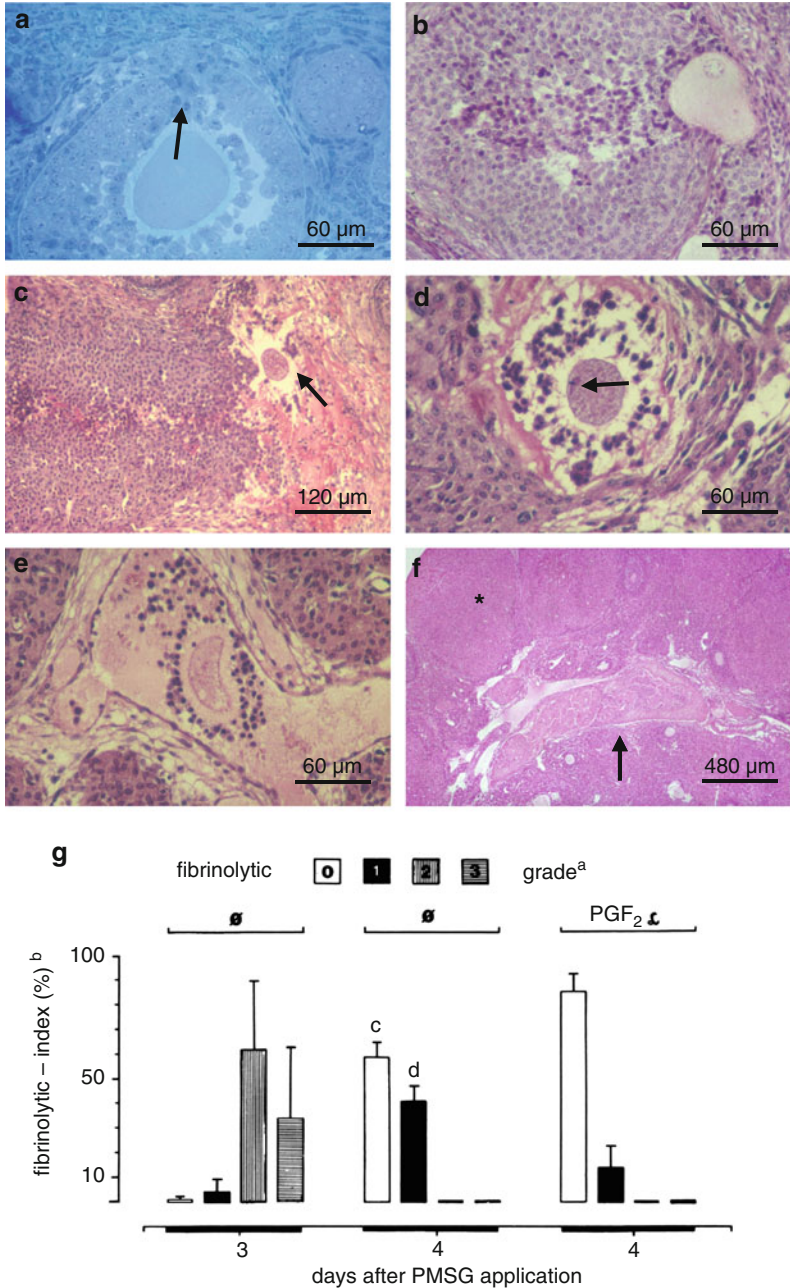 a
60 µm
b
60 µm
c
120 µm
d
60 µm
e
60 µm
f
*
480 µm
g
fibrinolytic 0 1 2 3 grade a
ø ø PGF2 α
fibrinolytic – index (%) b
100
50
10
c
d
3 4 4
days after PMSG application